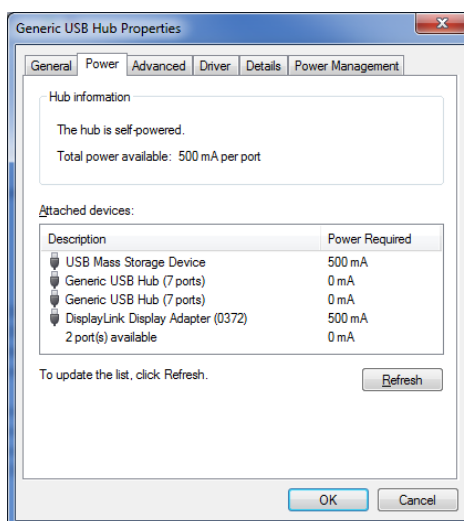 Generic USB Hub Properties
General Power Advanced Driver Details Power Management
Hub information
The hub is self-powered.
Total power available: 500 mA per port
Attached devices:
Description Power Required
USB Mass Storage Device 500 mA
Generic USB Hub (7 ports) 0 mA
Generic USB Hub (7 ports) 0 mA
DisplayLink Display Adapter (0372) 500 mA
2 port(s) available 0 mA
To update the list, click Refresh. Refresh
OK Cancel